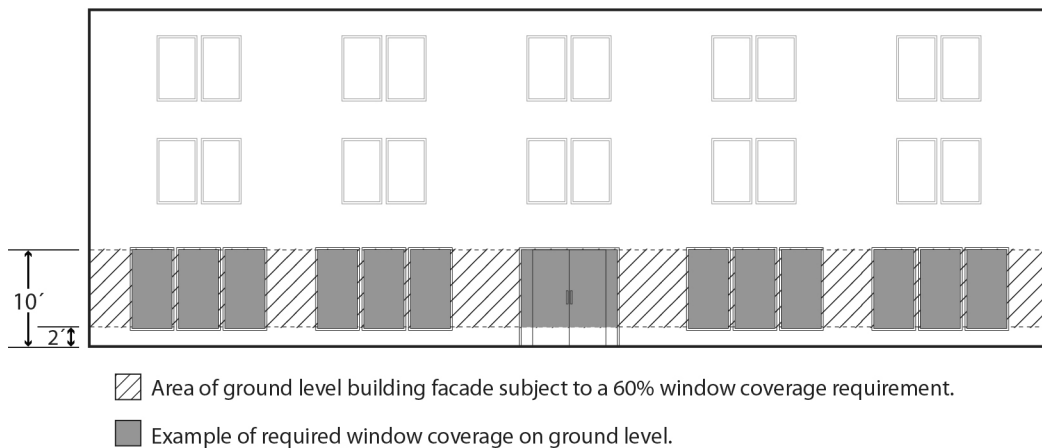 10´
2´
Area of ground level building facade subject to a 60% window coverage requirement.
Example of required window coverage on ground level.